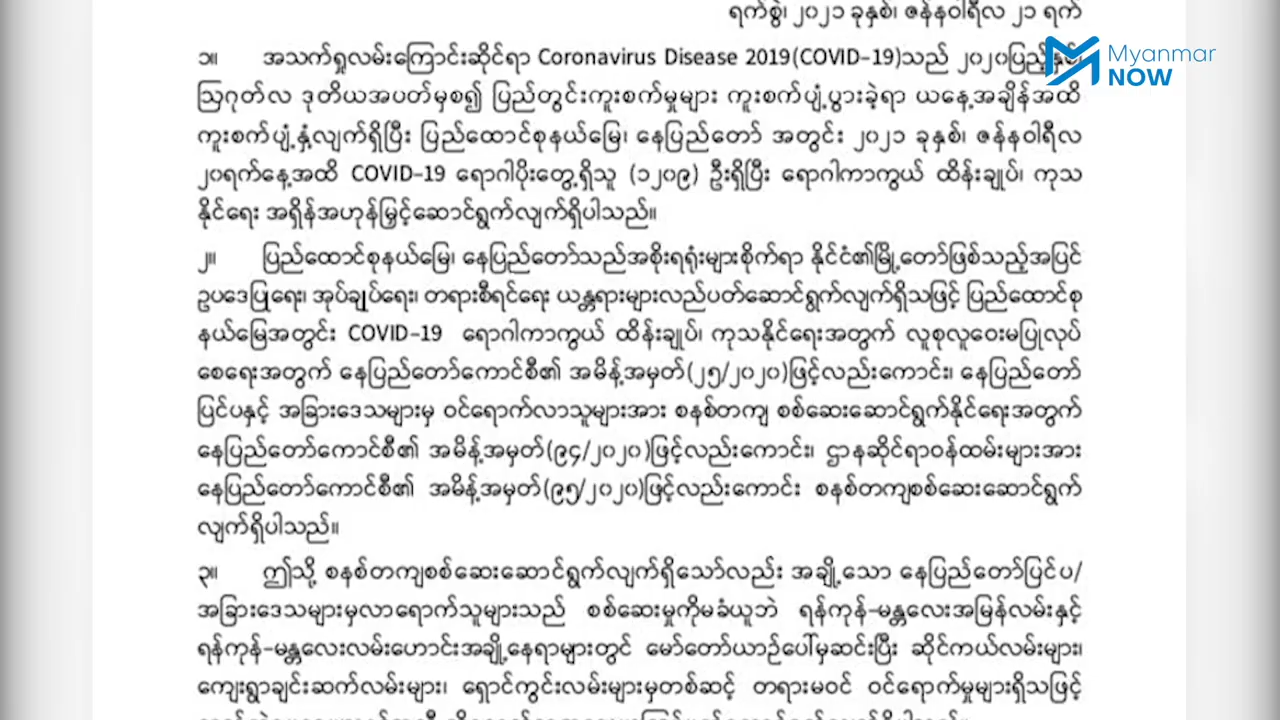 ရက်စွဲ၊ ၂၀၂၁ ခုနှစ်၊ ဇန်နဝါရီလ ၂၁ ရက်
Myanmar
NOW
၁။ အသက်ရှုလမ်းကြောင်းဆိုင်ရာ Coronavirus Disease 2019(COVID-19)သည် ၂၀၂၀ပြည့်နှစ်၊
ဩဂုတ်လ ဒုတိယအပတ်မှစ၍ ပြည်တွင်းကူးစက်မှုများ ကူးစက်ပျံ့ပွားခဲ့ရာ ယနေ့အချိန်အထိ
ကူးစက်ပျံ့နှံ့လျက်ရှိပြီး ပြည်ထောင်စုနယ်မြေ၊ နေပြည်တော် အတွင်း ၂၀၂၁ ခုနှစ်၊ ဇန်နဝါရီလ
၂၀ရက်နေ့အထိ COVID-19 ရောဂါပိုးတွေ့ရှိသူ (၁၂၀၉) ဦးရှိပြီး ရောဂါကာကွယ် ထိန်းချုပ်၊ ကုသ
နိုင်ရေး အရှိန်အဟုန်မြှင့်ဆောင်ရွက်လျက်ရှိပါသည်။
၂။ ပြည်ထောင်စုနယ်မြေ၊ နေပြည်တော်သည်အစိုးရရုံးများစိုက်ရာ နိုင်ငံ၏မြို့တော်ဖြစ်သည့်အပြင်
ဥပဒေပြုရေး၊ အုပ်ချုပ်ရေး၊ တရားစီရင်ရေး ယန္တရားများလည်ပတ်ဆောင်ရွက်လျက်ရှိသဖြင့် ပြည်ထောင်စု
နယ်မြေအတွင်း COVID-19 ရောဂါကာကွယ် ထိန်းချုပ်၊ ကုသနိုင်ရေးအတွက် လူစုလူဝေးမပြုလုပ်
စေရေးအတွက် နေပြည်တော်ကောင်စီ၏ အမိန့်အမှတ်(၂၅/၂၀၂၀)ဖြင့်လည်းကောင်း၊ နေပြည်တော်
ပြင်ပနှင့် အခြားဒေသများမှ ဝင်ရောက်လာသူများအား စနစ်တကျ စစ်ဆေးဆောင်ရွက်နိုင်ရေးအတွက်
နေပြည်တော်ကောင်စီ၏ အမိန့်အမှတ်(၉၄/၂၀၂၀)ဖြင့်လည်းကောင်း၊ ဌာနဆိုင်ရာဝန်ထမ်းများအား
နေပြည်တော်ကောင်စီ၏ အမိန့်အမှတ်(၉၅/၂၀၂၀)ဖြင့်လည်းကောင်း စနစ်တကျစစ်ဆေးဆောင်ရွက်
လျက်ရှိပါသည်။
၃။ ဤသို့ စနစ်တကျစစ်ဆေးဆောင်ရွက်လျက်ရှိသော်လည်း အချို့သော နေပြည်တော်ပြင်ပ/
အခြားဒေသများမှလာရောက်သူများသည် စစ်ဆေးမှုကိုမခံယူဘဲ ရန်ကုန်-မန္တလေးအမြန်လမ်းနှင့်
ရန်ကုန်-မန္တလေးလမ်းဟောင်းအချို့နေရာများတွင် မော်တော်ယာဉ်ပေါ်မှဆင်းပြီး ဆိုင်ကယ်လမ်းများ၊
ကျေးရွာချင်းဆက်လမ်းများ၊ ရှောင်ကွင်းလမ်းများမှတစ်ဆင့် တရားမဝင် ဝင်ရောက်မှုများရှိသဖြင့်